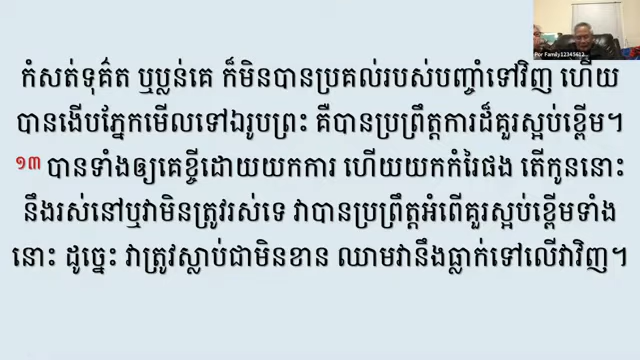 Por Family12345612...
កំសត់ទុគ៌ត ឬប្លន់គេ ក៏មិនបានប្រគល់របស់បញ្ចាំទៅវិញ ហើយ
បានងើបភ្នែកមើលទៅឯរូបព្រះ គឺបានប្រព្រឹត្តការដ៏គួរស្អប់ខ្ពើម។
១៣ បានទាំងឲ្យគេខ្ចីដោយយកការ ហើយយកកំរៃផង តើកូននោះ
នឹងរស់នៅឬវាមិនត្រូវរស់ទេ វាបានប្រព្រឹត្តអំពើគួរស្អប់ខ្ពើមទាំង
នោះ ដូច្នេះ វាត្រូវស្លាប់ជាមិនខាន ឈាមវានឹងធ្លាក់ទៅលើវាវិញ។